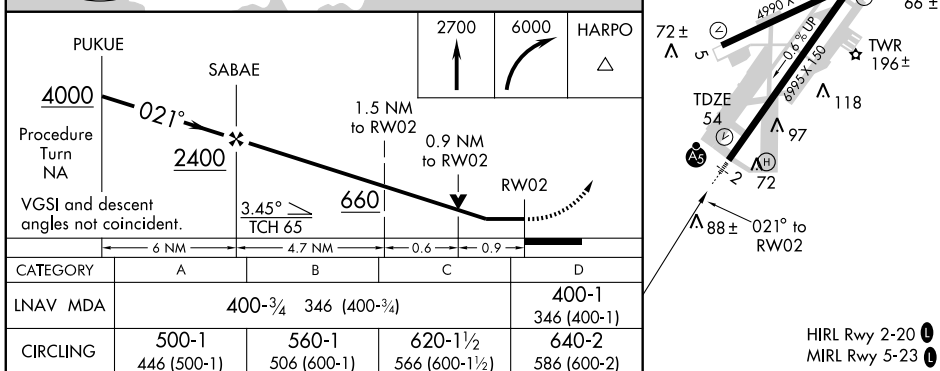 2700
6000
HARPO
PUKUE
SABAE
4000
021°
1.5 NM
to RW02
Procedure
Turn
NA
2400
0.9 NM
to RW02
RW02
660
VGSI and descent
angles not coincident.
3.45°
TCH 65
6 NM
4.7 NM
0.6
0.9
CATEGORY A B C D
LNAV MDA 400-¾ 346 (400-¾) 400-1
346 (400-1)
CIRCLING 500-1 560-1 620-1½ 640-2
446 (500-1) 506 (600-1) 566 (600-1½) 586 (600-2)
4990 X
66 ±
72 ±
5
0.6% UP
6995 X 150
TWR
196 ±
118
TDZE
54
V
V
97
A5
H
72
2
88 ±
021° to
RW02
HIRL Rwy 2-20 L
MIRL Rwy 5-23 L